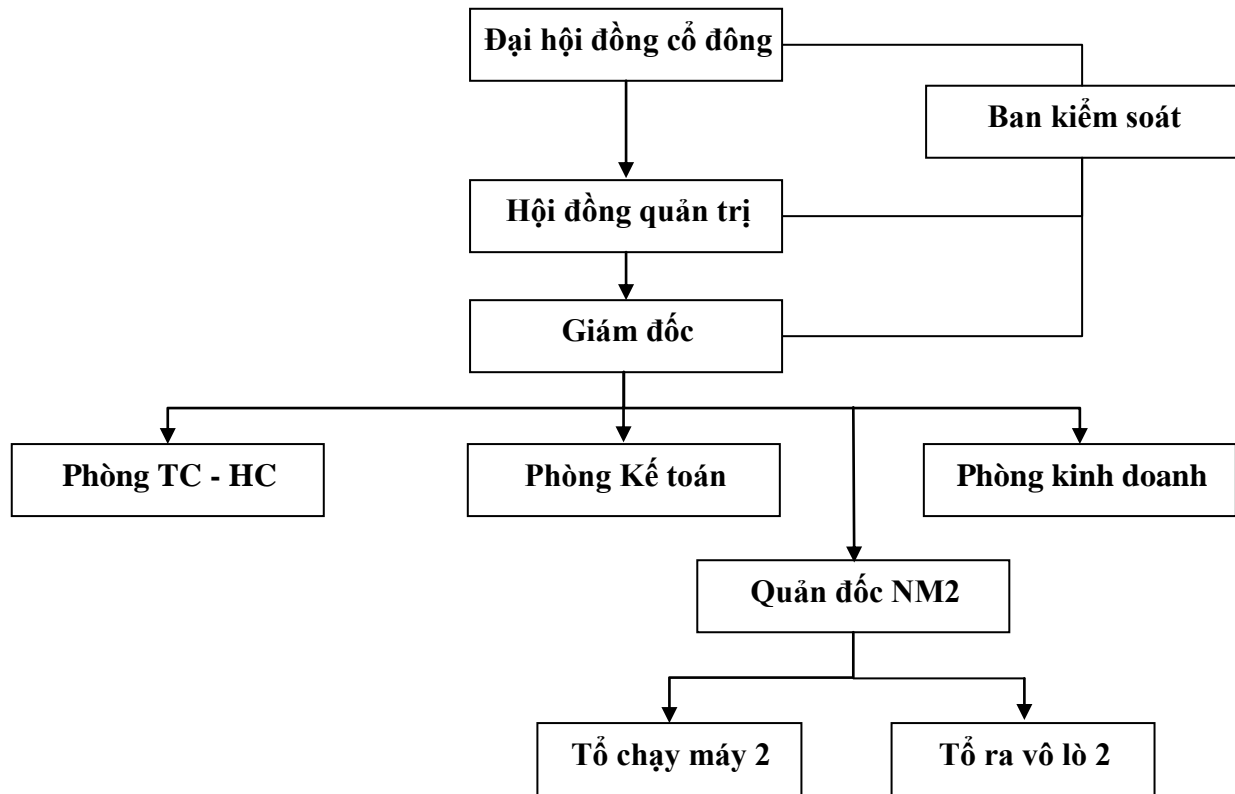 Đại hội đồng cổ đông
Ban kiểm soát
Hội đồng quản trị
Giám đốc
Phòng TC - HC
Phòng Kế toán
Phòng kinh doanh
Quản đốc NM2
Tổ chạy máy 2
Tổ ra vô lò 2